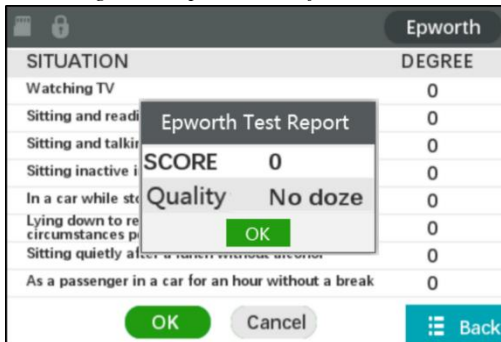 Epworth
SITUATION DEGREE
Watching TV 0
Sitting and readi 0
Sitting and talkin 0
Sitting inactive i 0
In a car while sto 0
Lying down to re
circumstances p 0
Sitting quietly after a lunch without alcohol 0
As a passenger in a car for an hour without a break 0
Epworth Test Report
SCORE 0
Quality No doze
OK
OK Cancel Back